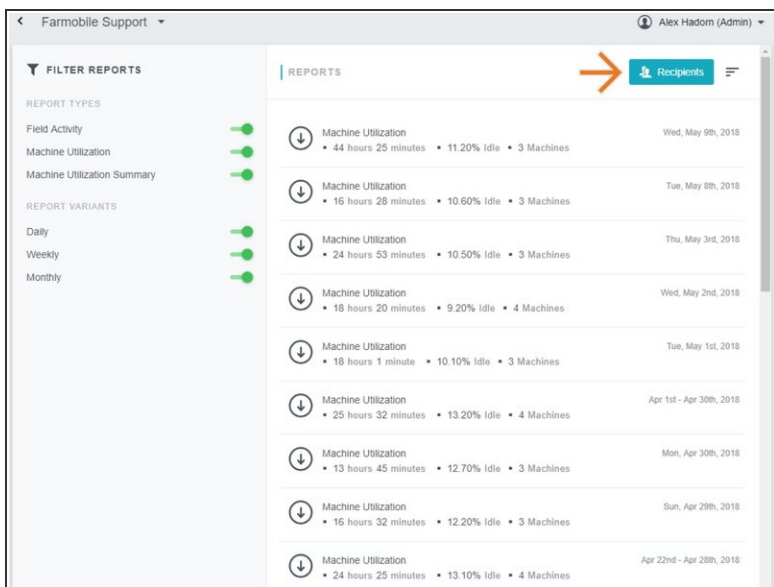 Farmobile Support
Alex Hadorn (Admin)
FILTER REPORTS
REPORT TYPES
Field Activity
Machine Utilization
Machine Utilization Summary
REPORT VARIANTS
Daily
Weekly
Monthly
REPORTS
Recipients
Machine Utilization
Wed, May 9th, 2018
▪ 44 hours 25 minutes ▪ 11.20% Idle ▪ 3 Machines
Machine Utilization
Tue, May 8th, 2018
▪ 16 hours 28 minutes ▪ 10.60% Idle ▪ 3 Machines
Machine Utilization
Thu, May 3rd, 2018
▪ 24 hours 53 minutes ▪ 10.50% Idle ▪ 3 Machines
Machine Utilization
Wed, May 2nd, 2018
▪ 18 hours 20 minutes ▪ 9.20% Idle ▪ 4 Machines
Machine Utilization
Tue, May 1st, 2018
▪ 18 hours 1 minute ▪ 10.10% Idle ▪ 3 Machines
Machine Utilization
Apr 1st - Apr 30th, 2018
▪ 25 hours 32 minutes ▪ 13.20% Idle ▪ 4 Machines
Machine Utilization
Mon, Apr 30th, 2018
▪ 13 hours 45 minutes ▪ 12.70% Idle ▪ 3 Machines
Machine Utilization
Sun, Apr 29th, 2018
▪ 16 hours 32 minutes ▪ 12.20% Idle ▪ 3 Machines
Machine Utilization
Apr 22nd - Apr 28th, 2018
▪ 24 hours 25 minutes ▪ 13.10% Idle ▪ 4 Machines